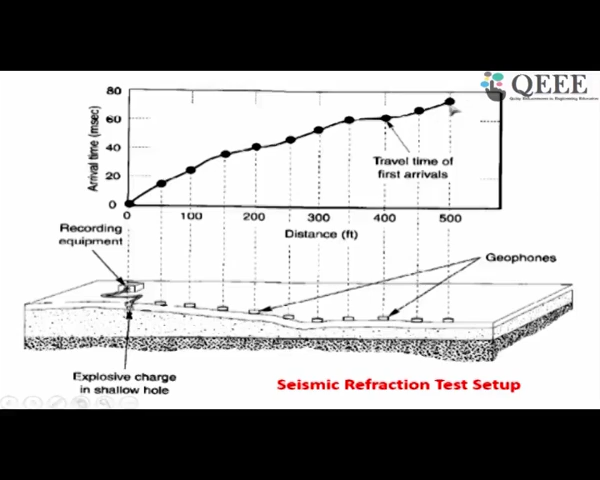 QEEE
80
60
40
20
0
Arrival time (msec)
Travel time of
first arrivals
0 100 200 300 400 500
Distance (ft)
Recording
equipment
Geophones
Explosive charge
in shallow hole
Seismic Refraction Test Setup